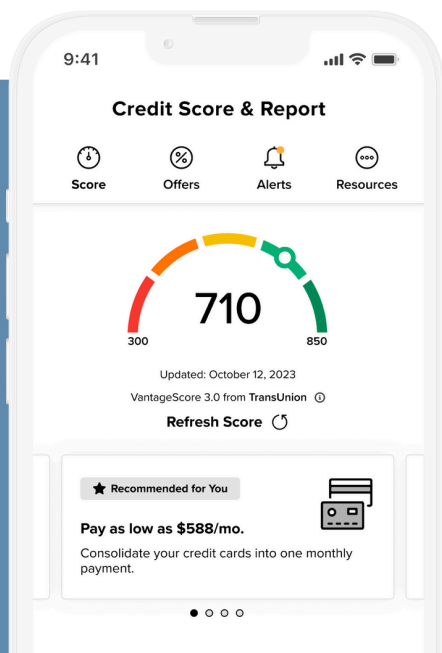 9:41
Credit Score & Report
Score
Offers
Alerts
Resources
710
300
850
Updated: October 12, 2023
VantageScore 3.0 from TransUnion
Refresh Score
Recommended for You
Pay as low as $588/mo.
Consolidate your credit cards into one monthly
payment.